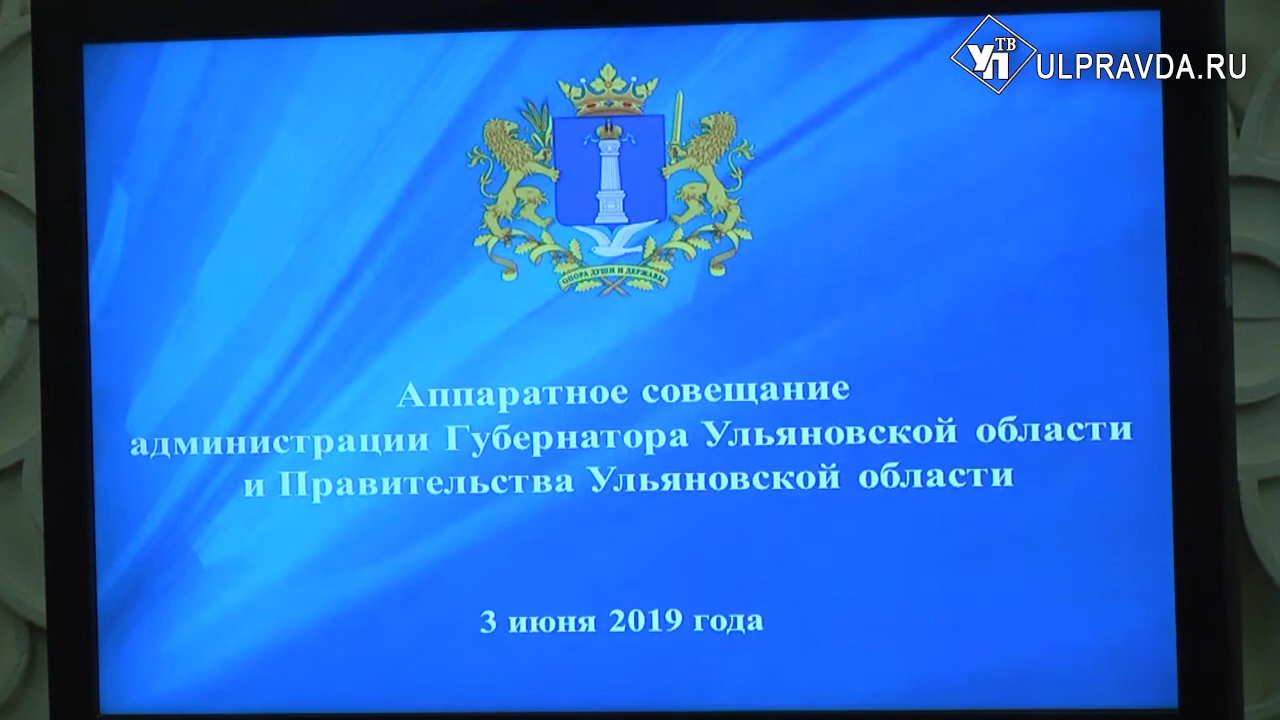 УП ТВ ULPRAVDA.RU
ОПОРА ДУШИ И ДЕРЖАВЫ
Аппаратное совещание
администрации Губернатора Ульяновской области
и Правительства Ульяновской области
3 июня 2019 года